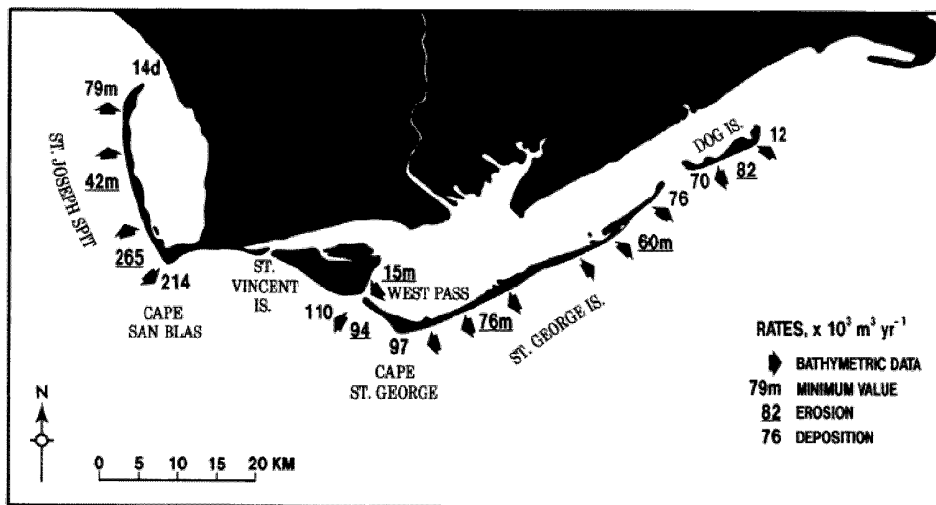 14d
79m
ST. JOSEPH SPIT
42m
265
214
CAPE
SAN BLAS
ST.
VINCENT
IS.
15m
WEST PASS
110
94
97
CAPE
ST. GEORGE
76m
ST. GEORGE IS.
60m
76
70
DOG IS.
82
12
RATES, x 10³ m³ yr⁻¹
BATHYMETRIC DATA
79m MINIMUM VALUE
82 EROSION
76 DEPOSITION
N
0 5 10 15 20 KM